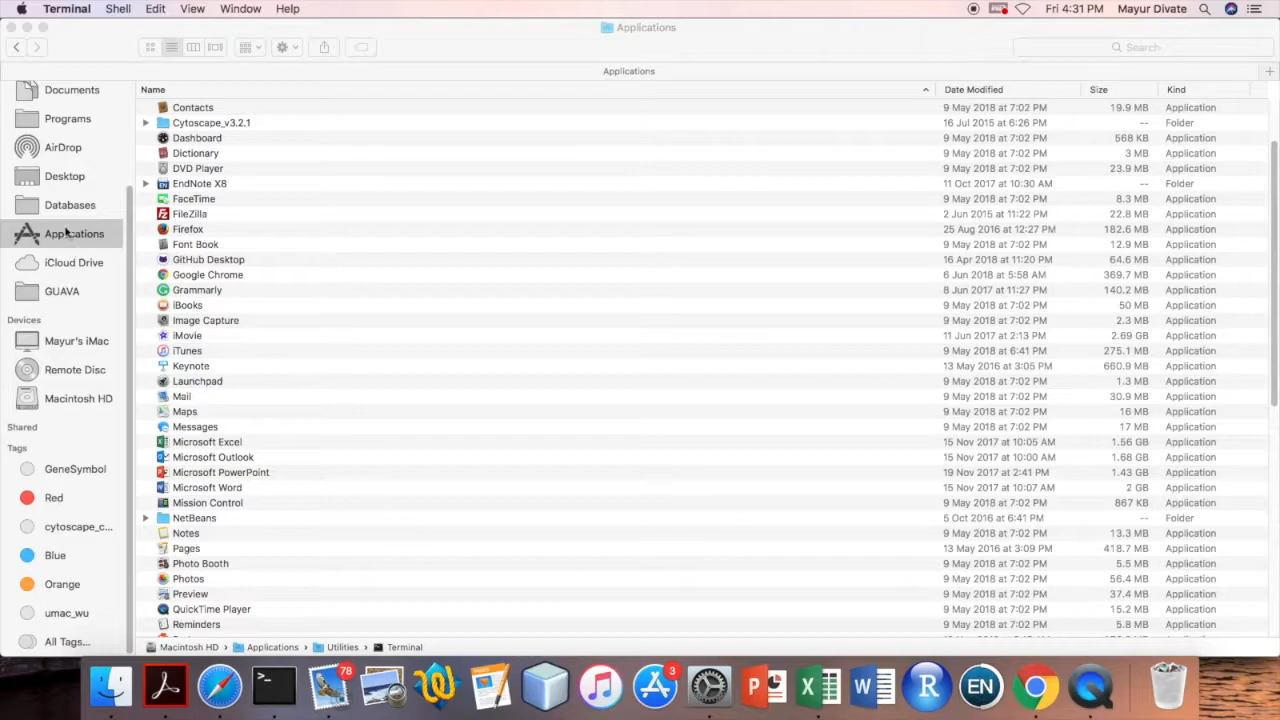 Terminal Shell Edit View Window Help Fri 4:31 PM Mayur Divate
Applications
Search
Applications
Name Date Modified Size Kind
Documents
Programs
AirDrop
Desktop
Databases
Applications
iCloud Drive
GUAVA
Devices
Mayur's iMac
Remote Disc
Macintosh HD
Shared
Tags
GeneSymbol
Red
cytoscape_c...
Blue
Orange
umac_wu
All Tags...
Contacts 9 May 2018 at 7:02 PM 19.9 MB Application
Cytoscape_v3.2.1 16 Jul 2015 at 6:26 PM -- Folder
Dashboard 9 May 2018 at 7:02 PM 568 KB Application
Dictionary 9 May 2018 at 7:02 PM 3 MB Application
DVD Player 9 May 2018 at 7:02 PM 23.9 MB Application
EndNote X8 11 Oct 2017 at 10:30 AM -- Folder
FaceTime 9 May 2018 at 7:02 PM 8.3 MB Application
FileZilla 2 Jun 2015 at 11:22 PM 22.8 MB Application
Firefox 25 Aug 2016 at 12:27 PM 182.6 MB Application
Font Book 9 May 2018 at 7:02 PM 12.9 MB Application
GitHub Desktop 16 Apr 2018 at 11:20 PM 64.6 MB Application
Google Chrome 6 Jun 2018 at 5:58 AM 369.7 MB Application
Grammarly 8 Jun 2017 at 11:27 PM 140.2 MB Application
iBooks 9 May 2018 at 7:02 PM 50 MB Application
Image Capture 9 May 2018 at 7:02 PM 2.3 MB Application
iMovie 11 Jun 2017 at 2:13 PM 2.69 GB Application
iTunes 9 May 2018 at 6:41 PM 275.1 MB Application
Keynote 13 May 2016 at 3:05 PM 660.9 MB Application
Launchpad 9 May 2018 at 7:02 PM 1.3 MB Application
Mail 9 May 2018 at 7:02 PM 30.9 MB Application
Maps 9 May 2018 at 7:02 PM 16 MB Application
Messages 9 May 2018 at 7:02 PM 17 MB Application
Microsoft Excel 15 Nov 2017 at 10:05 AM 1.56 GB Application
Microsoft Outlook 15 Nov 2017 at 10:00 AM 1.68 GB Application
Microsoft PowerPoint 19 Nov 2017 at 2:41 PM 1.43 GB Application
Microsoft Word 15 Nov 2017 at 10:07 AM 2 GB Application
Mission Control 9 May 2018 at 7:02 PM 867 KB Application
NetBeans 5 Oct 2016 at 6:41 PM -- Folder
Notes 9 May 2018 at 7:02 PM 13.3 MB Application
Pages 13 May 2016 at 3:09 PM 418.7 MB Application
Photo Booth 9 May 2018 at 7:02 PM 5.5 MB Application
Photos 9 May 2018 at 7:02 PM 56.4 MB Application
Preview 9 May 2018 at 7:02 PM 37.4 MB Application
QuickTime Player 9 May 2018 at 7:02 PM 15.2 MB Application
Reminders 9 May 2018 at 7:02 PM 5.8 MB Application
Macintosh HD Applications Utilities Terminal
78
3
P X W R EN